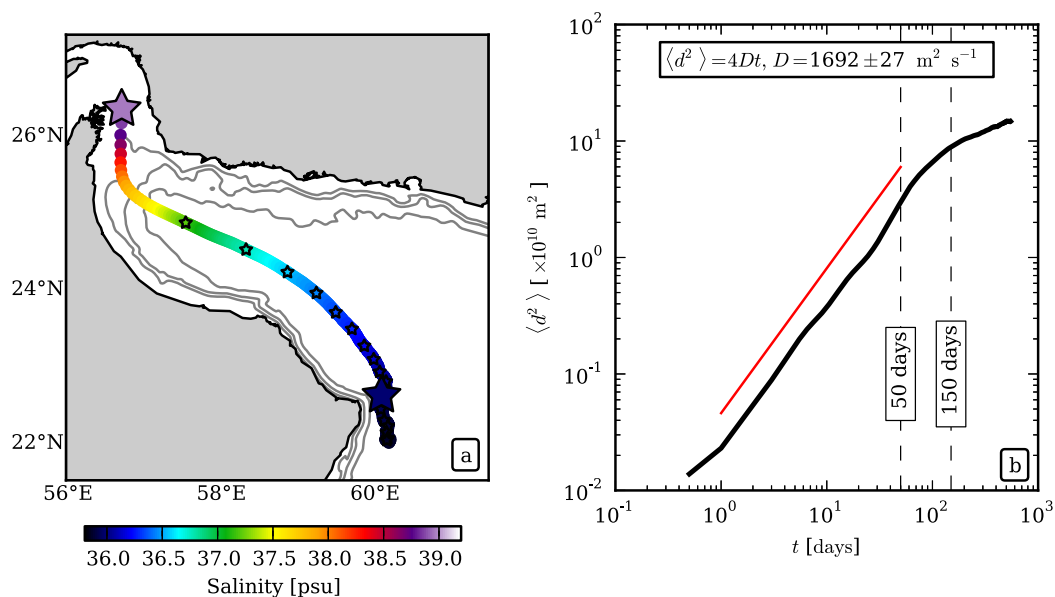 26°N
24°N
22°N
56°E 58°E 60°E
a
36.0 36.5 37.0 37.5 38.0 38.5 39.0
Salinity [psu]
⟨d²⟩ [ ×10¹⁰ m² ]
10²
10¹
10⁰
10⁻¹
10⁻²
⟨d²⟩=4Dt, D=1692±27 m² s⁻¹
50 days
150 days
b
10⁻¹ 10⁰ 10¹ 10² 10³
t [days]